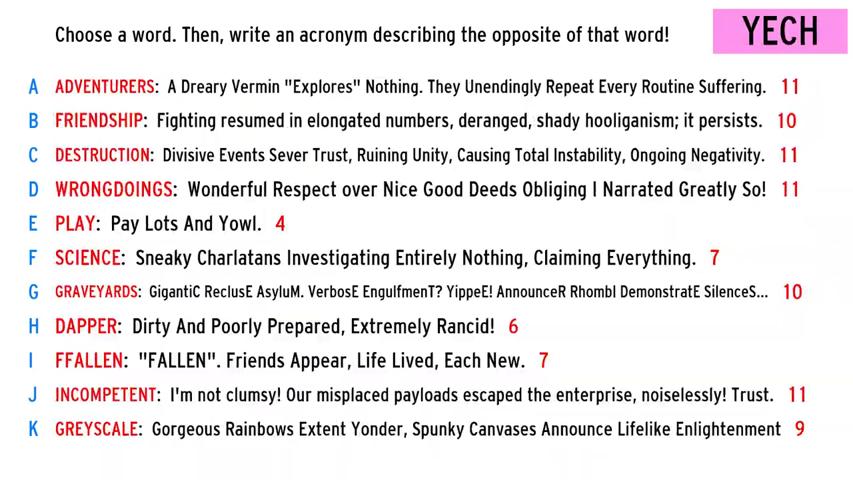 Choose a word. Then, write an acronym describing the opposite of that word! YECH
A ADVENTURERS: A Dreary Vermin "Explores" Nothing. They Unendingly Repeat Every Routine Suffering. 11
B FRIENDSHIP: Fighting resumed in elongated numbers, deranged, shady hooliganism; it persists. 10
C DESTRUCTION: Divisive Events Sever Trust, Ruining Unity, Causing Total Instability, Ongoing Negativity. 11
D WRONGDOINGS: Wonderful Respect over Nice Good Deeds Obliging I Narrated Greatly So! 11
E PLAY: Pay Lots And Yowl. 4
F SCIENCE: Sneaky Charlatans Investigating Entirely Nothing, Claiming Everything. 7
G GRAVEYARDS: GigantiC ReclusE AsyluM. VerbosE EngulfmenT? YippeE! AnnounceR RhombI DemonstratE SilenceS... 10
H DAPPER: Dirty And Poorly Prepared, Extremely Rancid! 6
I FFALLEN: "FALLEN". Friends Appear, Life Lived, Each New. 7
J INCOMPETENT: I'm not clumsy! Our misplaced payloads escaped the enterprise, noiselessly! Trust. 11
K GREYSCALE: Gorgeous Rainbows Extent Yonder, Spunky Canvases Announce Lifelike Enlightenment 9